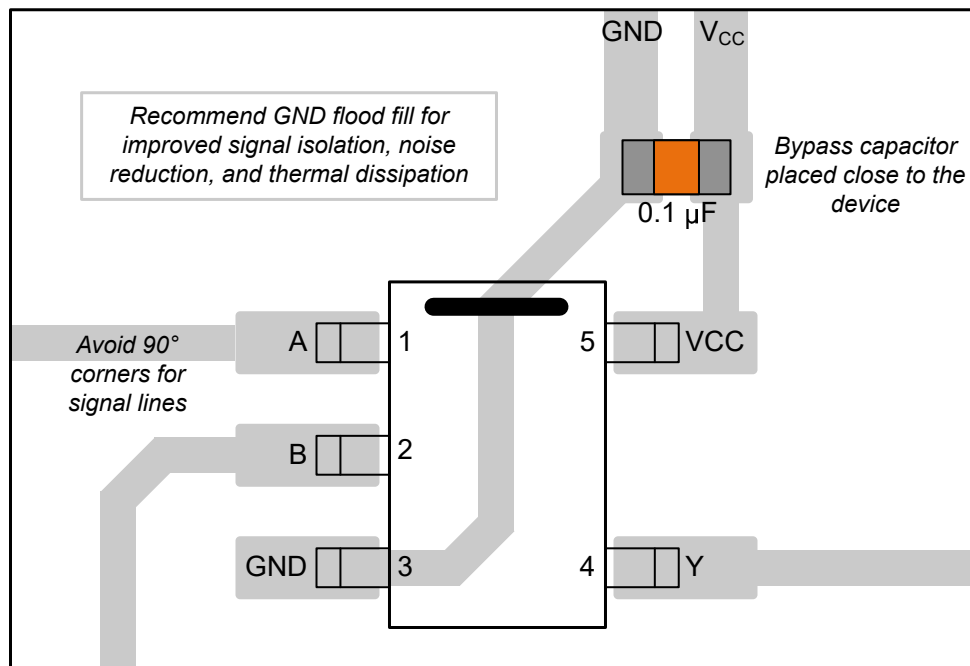 GND
V_CC
Recommend GND flood fill for
improved signal isolation, noise
reduction, and thermal dissipation
Bypass capacitor
placed close to the
device
0.1 µF
A
1
5
VCC
Avoid 90°
corners for
signal lines
B
2
GND
3
4
Y